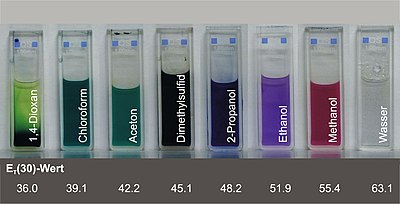 1,4-Dioxan
Chloroform
Aceton
Dimethylsulfid
2-Propanol
Ethanol
Methanol
Wasser
ET(30)-Wert
36.0 39.1 42.2 45.1 48.2 51.9 55.4 63.1